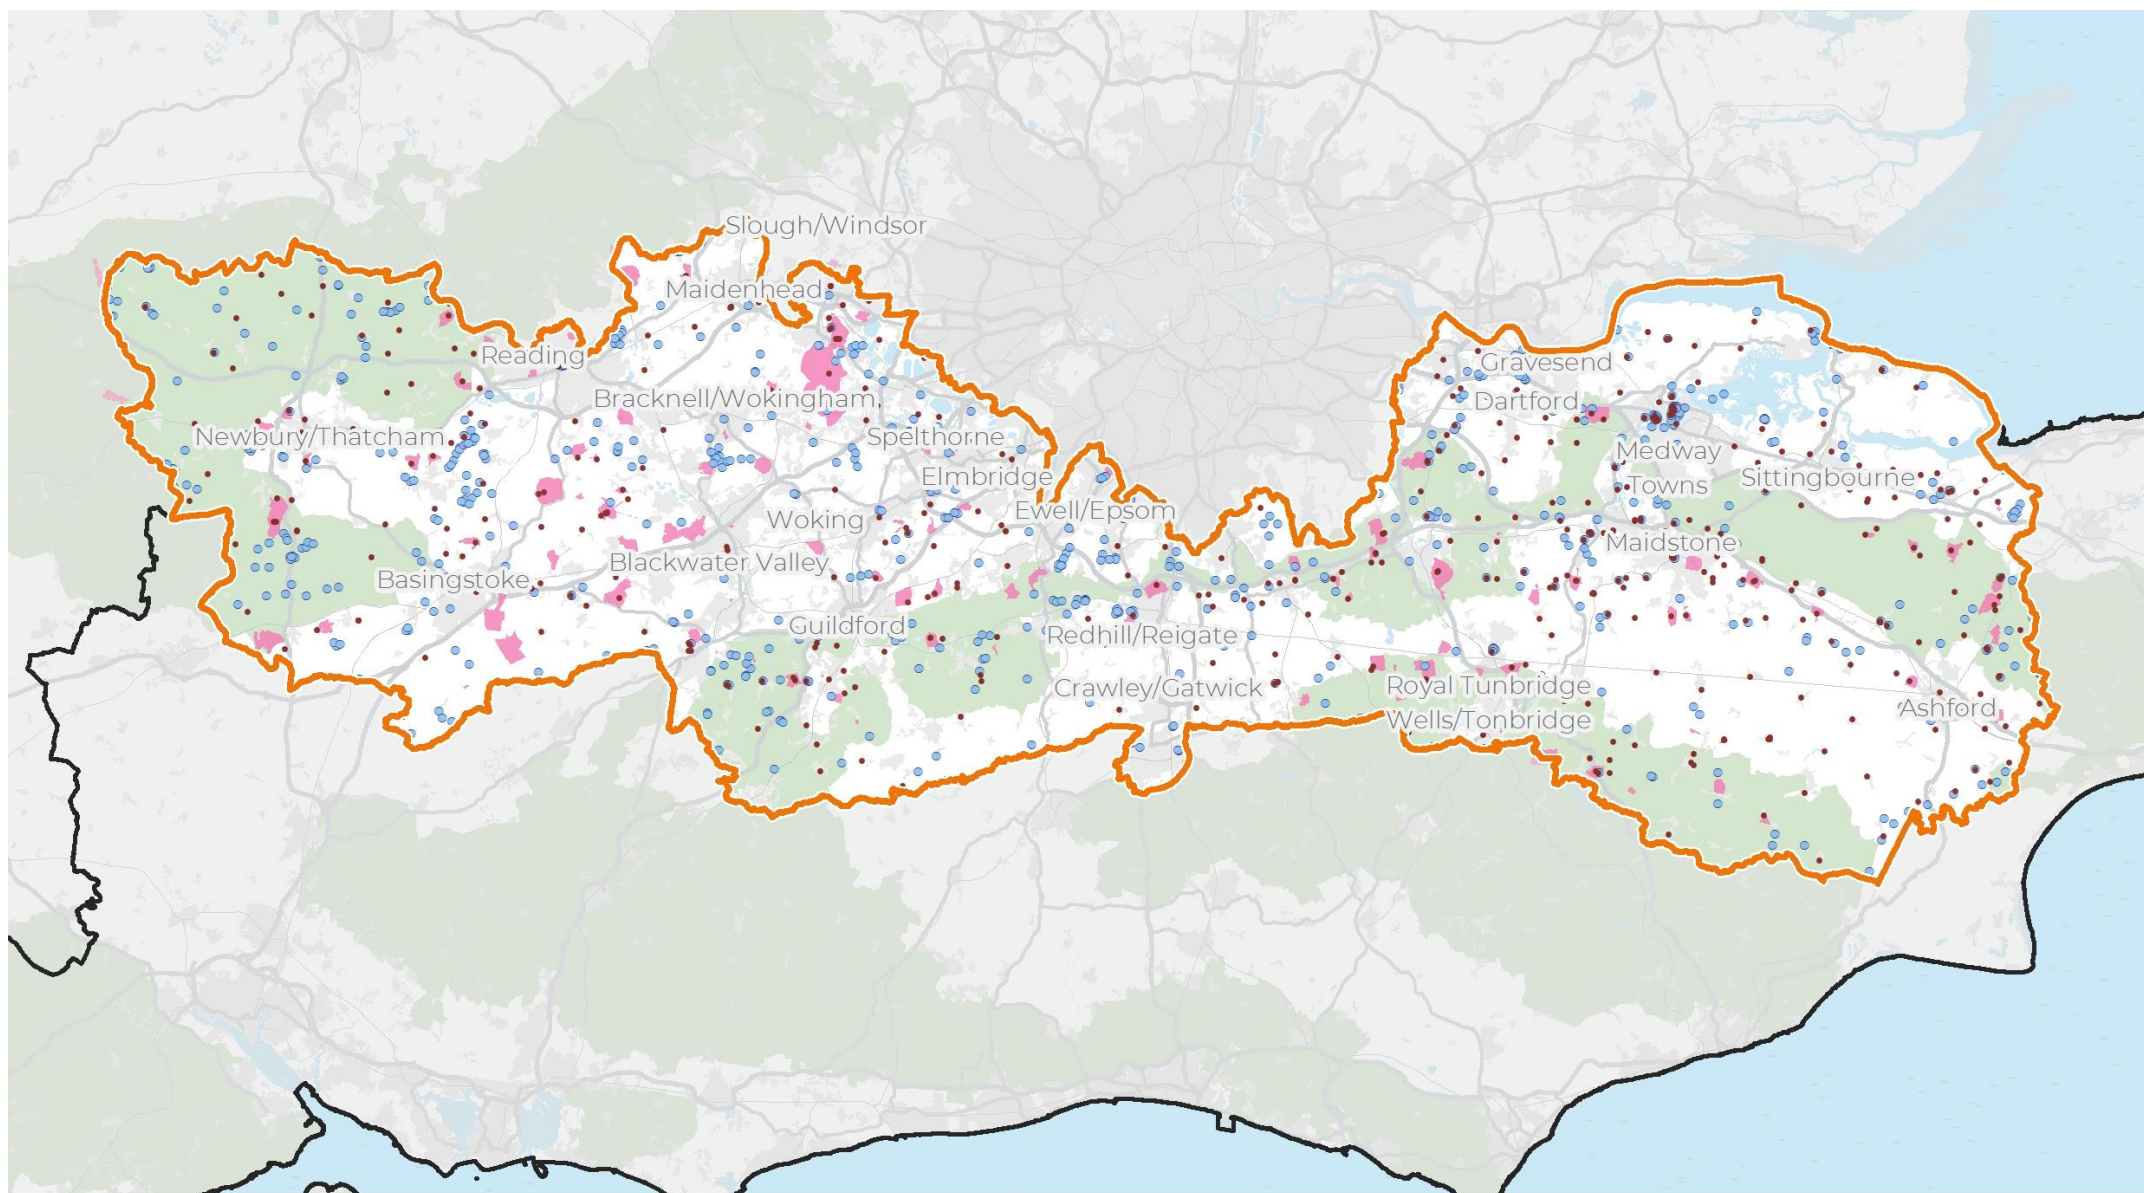 Slough/Windsor
Maidenhead
Reading
Gravesend
Bracknell/Wokingham
Dartford
Newbury/Thatcham
Spelthorne
Medway
Towns
Elmbridge
Sittingbourne
Ewell/Epsom
Woking
Maidstone
Blackwater Valley
Basingstoke
Guildford
Redhill/Reigate
Crawley/Gatwick
Royal Tunbridge
Wells/Tonbridge
Ashford